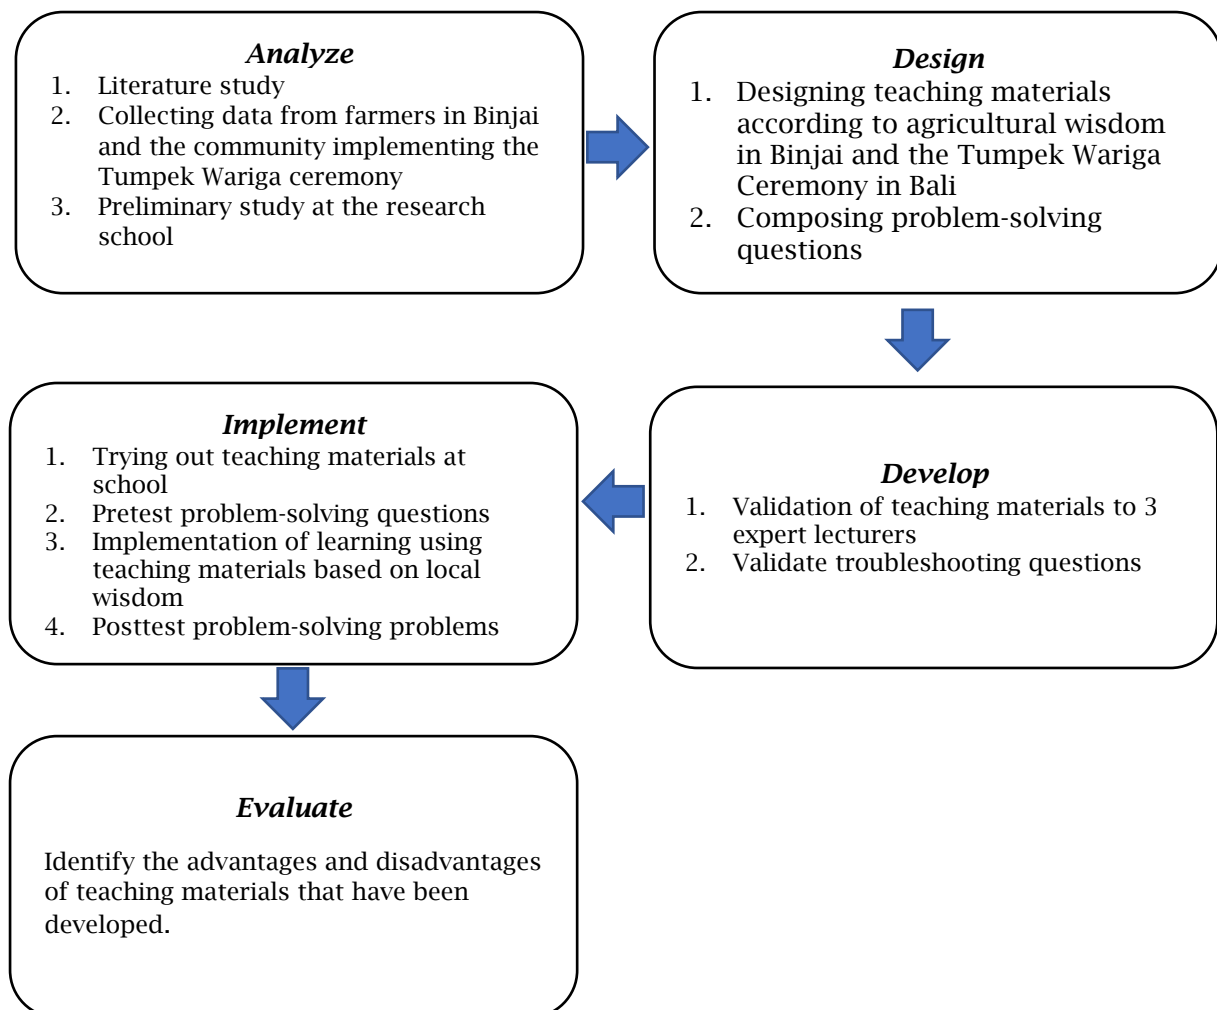 Analyze
1. Literature study
2. Collecting data from farmers in Binjai
and the community implementing the
Tumpek Wariga ceremony
3. Preliminary study at the research
school
Design
1. Designing teaching materials
according to agricultural wisdom
in Binjai and the Tumpek Wariga
Ceremony in Bali
2. Composing problem-solving
questions
Develop
1. Validation of teaching materials to 3
expert lecturers
2. Validate troubleshooting questions
Implement
1. Trying out teaching materials at
school
2. Pretest problem-solving questions
3. Implementation of learning using
teaching materials based on local
wisdom
4. Posttest problem-solving problems
Evaluate
Identify the advantages and disadvantages
of teaching materials that have been
developed.